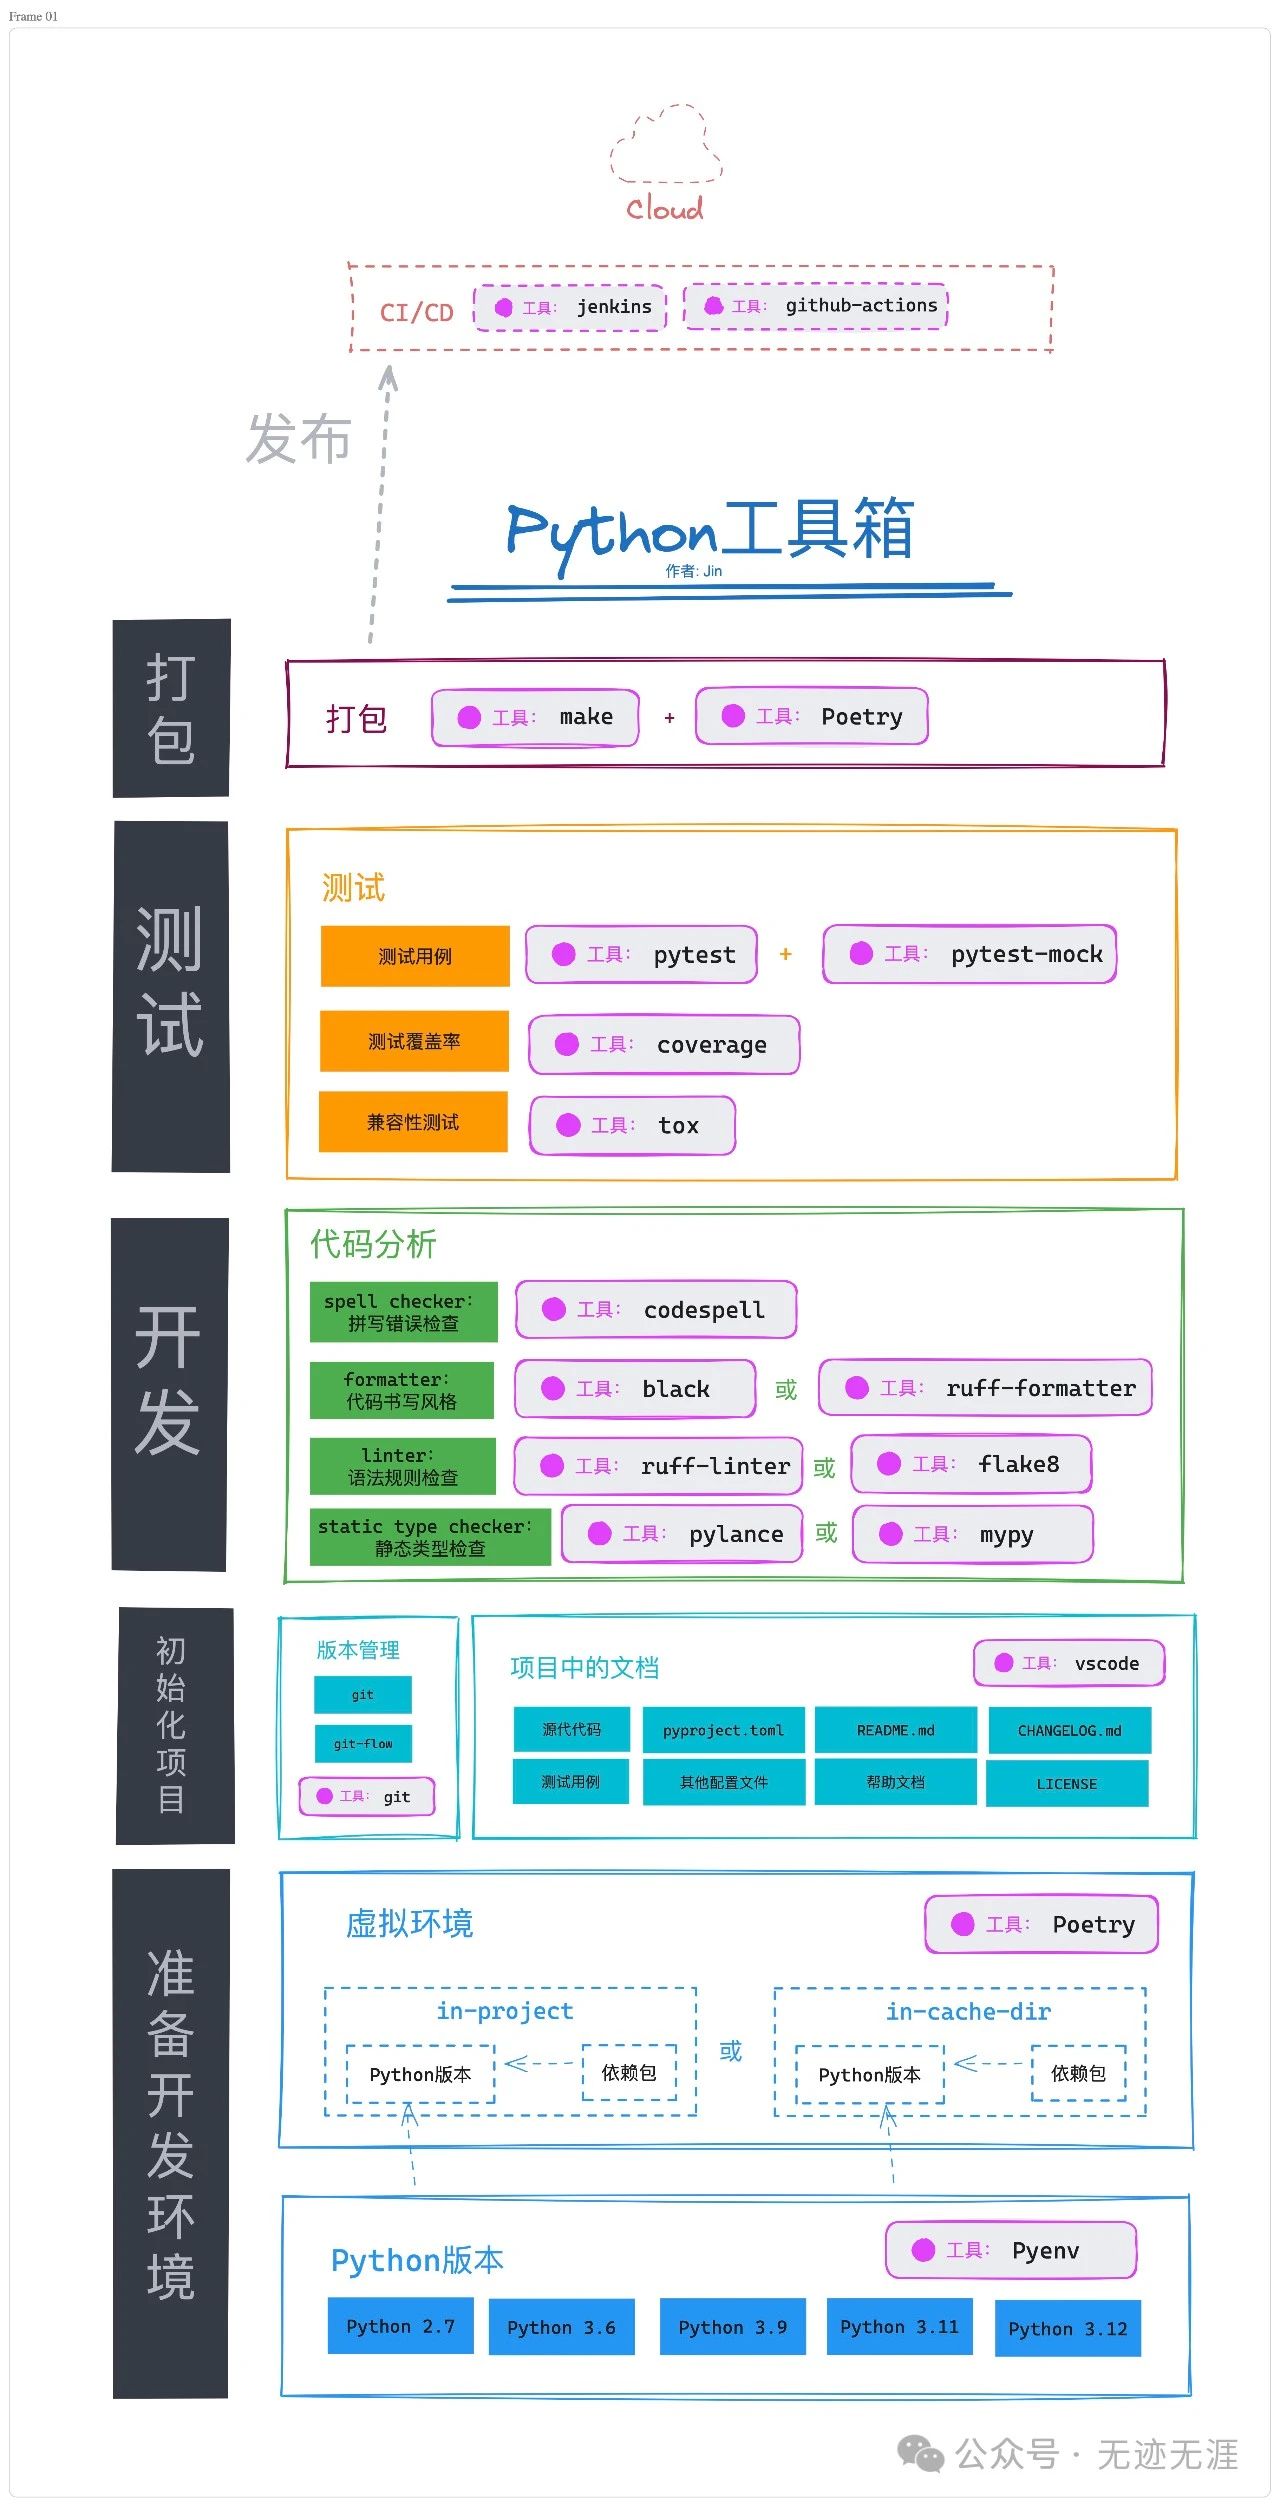 Frame 01
Cloud
CI/CD
工具: jenkins
工具: github-actions
发布
Python工具箱
作者: Jin
打包
打包
工具: make
+
工具: Poetry
测试
测试
测试用例
工具: pytest
+
工具: pytest-mock
测试覆盖率
工具: coverage
兼容性测试
工具: tox
开发
代码分析
spell checker:
拼写错误检查
工具: codespell
formatter:
代码书写风格
工具: black
或
工具: ruff-formatter
linter:
语法规则检查
工具: ruff-linter
或
工具: flake8
static type checker:
静态类型检查
工具: pylance
或
工具: mypy
初始化项目
版本管理
git
git-flow
工具: git
项目中的文档
工具: vscode
源代代码
pyproject.toml
README.md
CHANGELOG.md
测试用例
其他配置文件
帮助文档
LICENSE
准备开发环境
虚拟环境
工具: Poetry
in-project
Python版本
依赖包
或
in-cache-dir
Python版本
依赖包
Python版本
工具: Pyenv
Python 2.7
Python 3.6
Python 3.9
Python 3.11
Python 3.12
公众号 · 无迹无涯